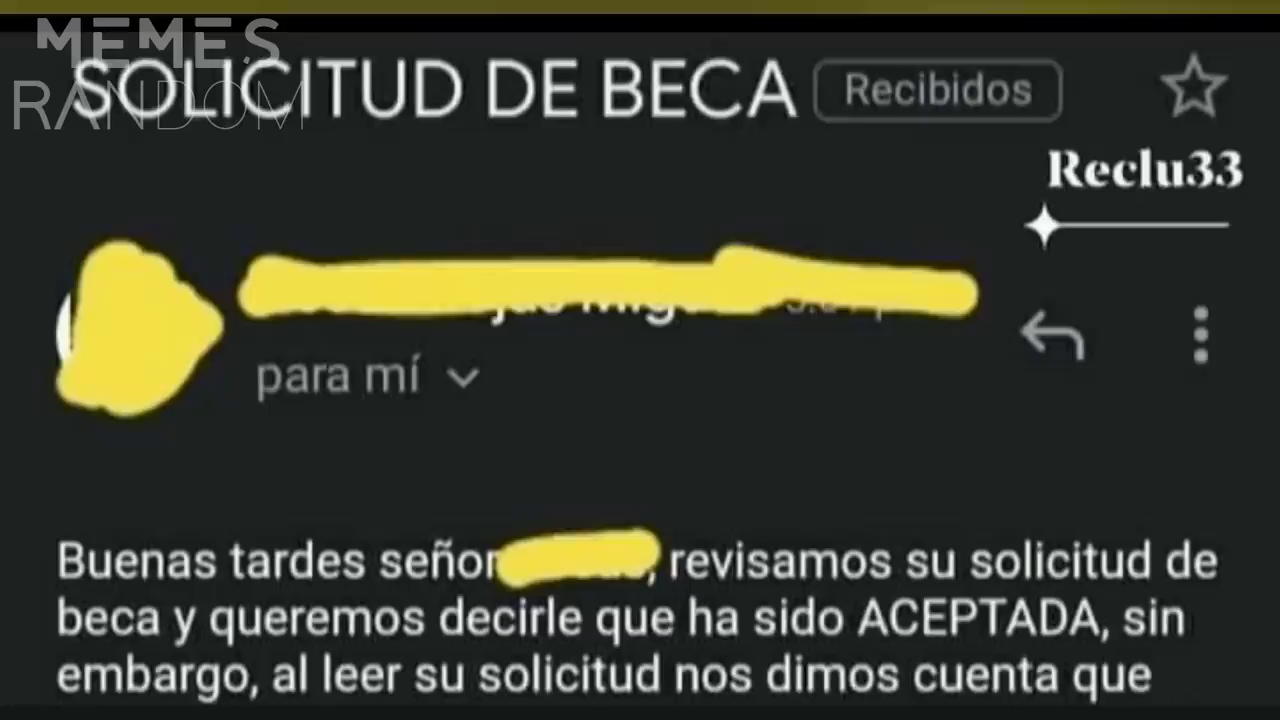 MEMES
RANDOM
SOLICITUD DE BECA
Recibidos
Reclu33
para mí
Buenas tardes señor , revisamos su solicitud de
beca y queremos decirle que ha sido ACEPTADA, sin
embargo, al leer su solicitud nos dimos cuenta que